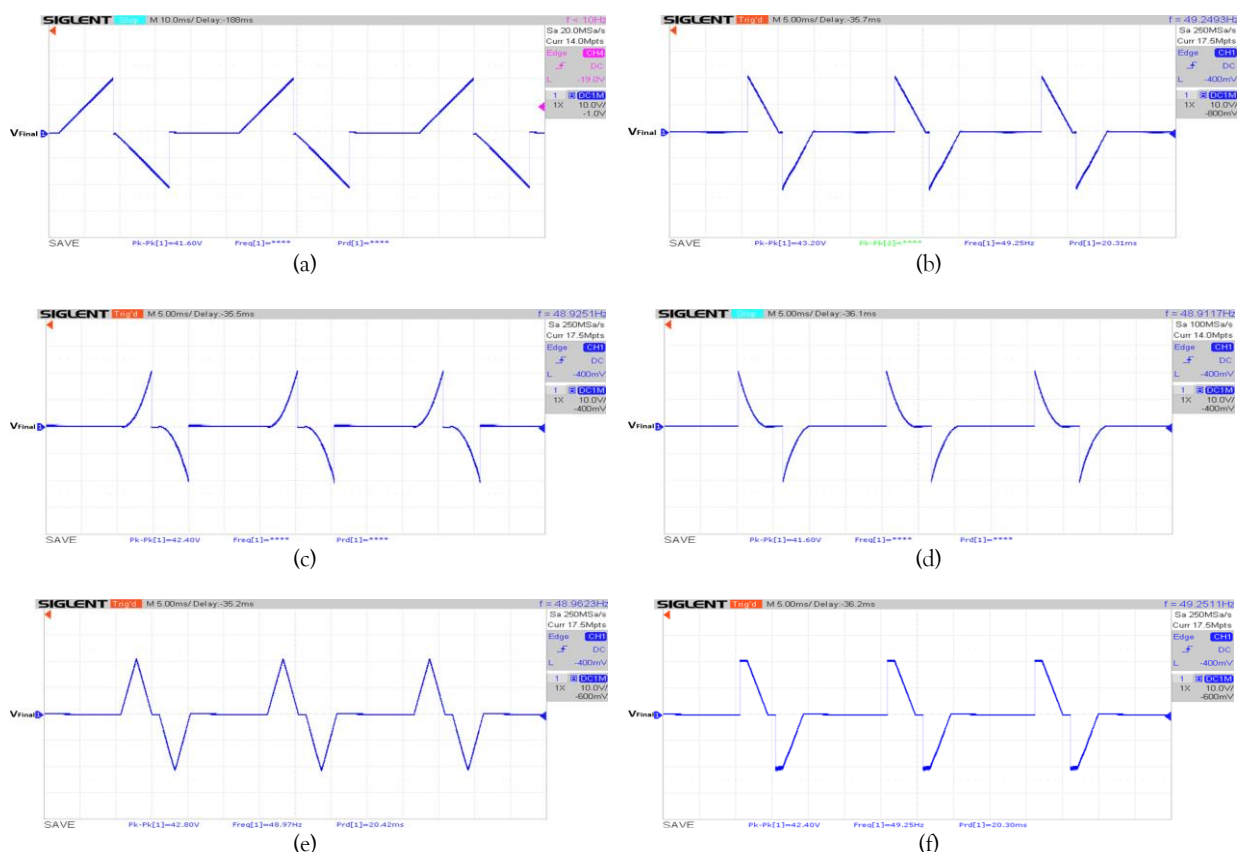 SIGLENT Stop M 10.0ms/ Delay:-188ms
f < 10Hz
Sa 20.0MSa/s
Curr 14.0Mpts
Edge CH4
DC
L -19.0V
1 DC1M
1X 10.0V/
-1.0V
VFinal
SAVE
Pk-Pk[1]=41.60V Freq[1]=**** Prd[1]=****
(a)
SIGLENT Trig'd M 5.00ms/ Delay:-35.7ms
f = 49.2493Hz
Sa 250MSa/s
Curr 17.5Mpts
Edge CH1
DC
L -400mV
1 DC1M
1X 10.0V/
-800mV
VFinal
SAVE
Pk-Pk[1]=43.20V Pk-Pk[2]=**** Freq[1]=49.25Hz Prd[1]=20.31ms
(b)
SIGLENT Trig'd M 5.00ms/ Delay:-35.5ms
f = 48.9251Hz
Sa 250MSa/s
Curr 17.5Mpts
Edge CH1
DC
L -400mV
1 DC1M
1X 10.0V/
-400mV
VFinal
SAVE
Pk-Pk[1]=42.40V Freq[1]=**** Prd[1]=****
(c)
SIGLENT Stop M 5.00ms/ Delay:-36.1ms
f = 48.9117Hz
Sa 100MSa/s
Curr 14.0Mpts
Edge CH1
DC
L -400mV
1 DC1M
1X 10.0V/
-400mV
VFinal
SAVE
Pk-Pk[1]=41.60V Freq[1]=**** Prd[1]=****
(d)
SIGLENT Trig'd M 5.00ms/ Delay:-35.2ms
f = 48.9623Hz
Sa 250MSa/s
Curr 17.5Mpts
Edge CH1
DC
L -400mV
1 DC1M
1X 10.0V/
-600mV
VFinal
SAVE
Pk-Pk[1]=42.80V Freq[1]=48.97Hz Prd[1]=20.42ms
(e)
SIGLENT Trig'd M 5.00ms/ Delay:-36.2ms
f = 49.2511Hz
Sa 250MSa/s
Curr 17.5Mpts
Edge CH1
DC
L -400mV
1 DC1M
1X 10.0V/
-600mV
VFinal
SAVE
Pk-Pk[1]=42.40V Freq[1]=49.25Hz Prd[1]=20.30ms
(f)